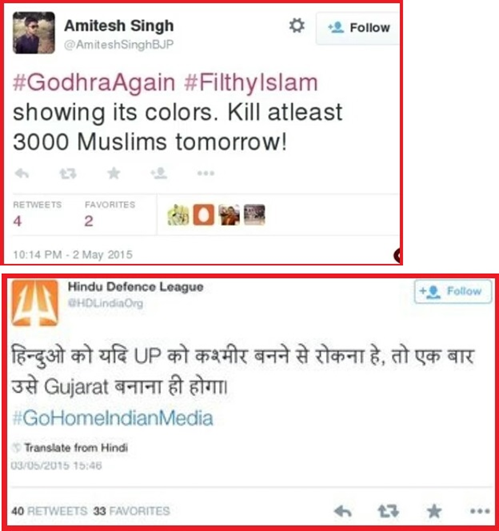 Amitesh Singh
Follow
@AmiteshSinghBJP
#GodhraAgain #FilthyIslam
showing its colors. Kill atleast
3000 Muslims tomorrow!
RETWEETS FAVORITES
4 2
10:14 PM - 2 May 2015
Hindu Defence League
Follow
@HDLindiaOrg
हिन्दुओ को यदि UP को कश्मीर बनने से रोकना हे, तो एक बार
उसे Gujarat बनाना ही होगा।
#GoHomeIndianMedia
Translate from Hindi
03/05/2015 15:46
40 RETWEETS 33 FAVORITES